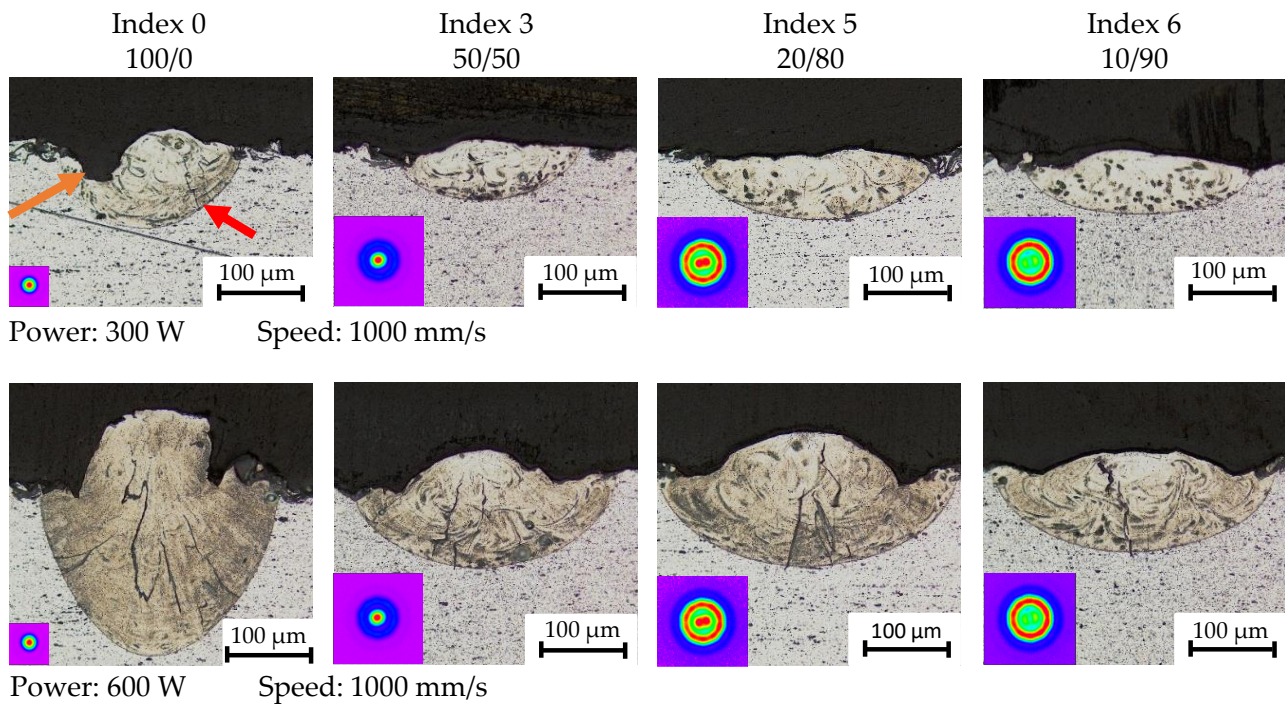 Index 0 Index 3 Index 5 Index 6
100/0 50/50 20/80 10/90
100 µm 100 µm 100 µm 100 µm
Power: 300 W Speed: 1000 mm/s
100 µm 100 µm 100 µm 100 µm
Power: 600 W Speed: 1000 mm/s